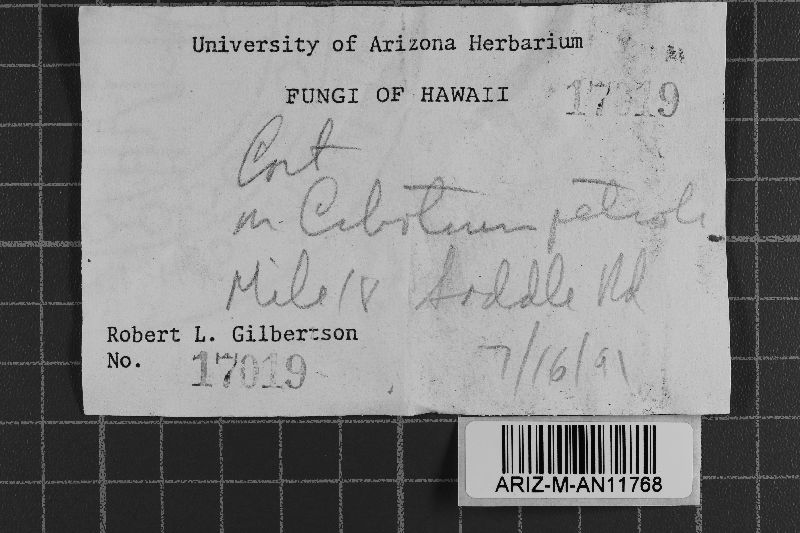 University of Arizona Herbarium
FUNGI OF HAWAII 17019
Cort
on Cibotium petiole
Mile 18 Saddle Rd
Robert L. Gilbertson
No. 17019
7/16/91
ARIZ-M-AN11768